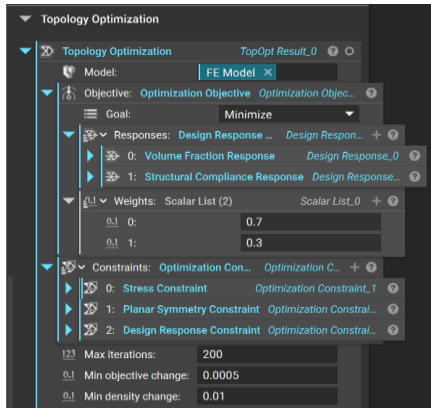 Topology Optimization
Topology Optimization TopOpt Result_0
Model: FE Model ×
Objective: Optimization Objective Optimization Objec...
Goal: Minimize
Responses: Design Response ... Design Respon... +
0: Volume Fraction Response Design Response_0
1: Structural Compliance Response Design Response...
0.1 Weights: Scalar List (2) Scalar List_0 +
0.1 0: 0.7
0.1 1: 0.3
Constraints: Optimization Con... Optimization C... +
0: Stress Constraint Optimization Constraint_1
1: Planar Symmetry Constraint Optimization Constrai...
2: Design Response Constraint Optimization Constrai...
123 Max iterations: 200
0.1 Min objective change: 0.0005
0.1 Min density change: 0.01